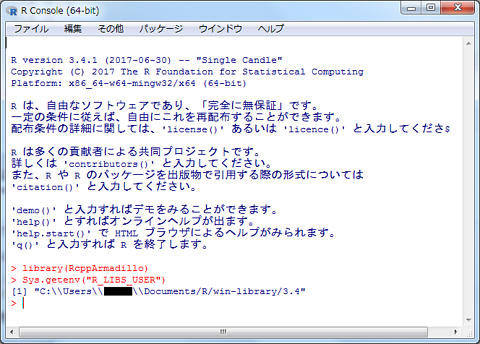 R Console (64-bit)
ファイル 編集 その他 パッケージ ウインドウ ヘルプ
R version 3.4.1 (2017-06-30) -- "Single Candle"
Copyright (C) 2017 The R Foundation for Statistical Computing
Platform: x86_64-w64-mingw32/x64 (64-bit)
R は、自由なソフトウェアであり、「完全に無保証」です。
一定の条件に従えば、自由にこれを再配布することができます。
配布条件の詳細に関しては、'license()' あるいは 'licence()' と入力してくださ$
R は多くの貢献者による共同プロジェクトです。
詳しくは 'contributors()' と入力してください。
また、R や R のパッケージを出版物で引用する際の形式については
'citation()' と入力してください。
'demo()' と入力すればデモをみることができます。
'help()' とすればオンラインヘルプが出ます。
'help.start()' で HTML ブラウザによるヘルプがみられます。
'q()' と入力すれば R を終了します。
> library(RcppArmadillo)
> Sys.getenv("R_LIBS_USER")
[1] "C:\\Users\\ \\Documents/R/win-library/3.4"
>